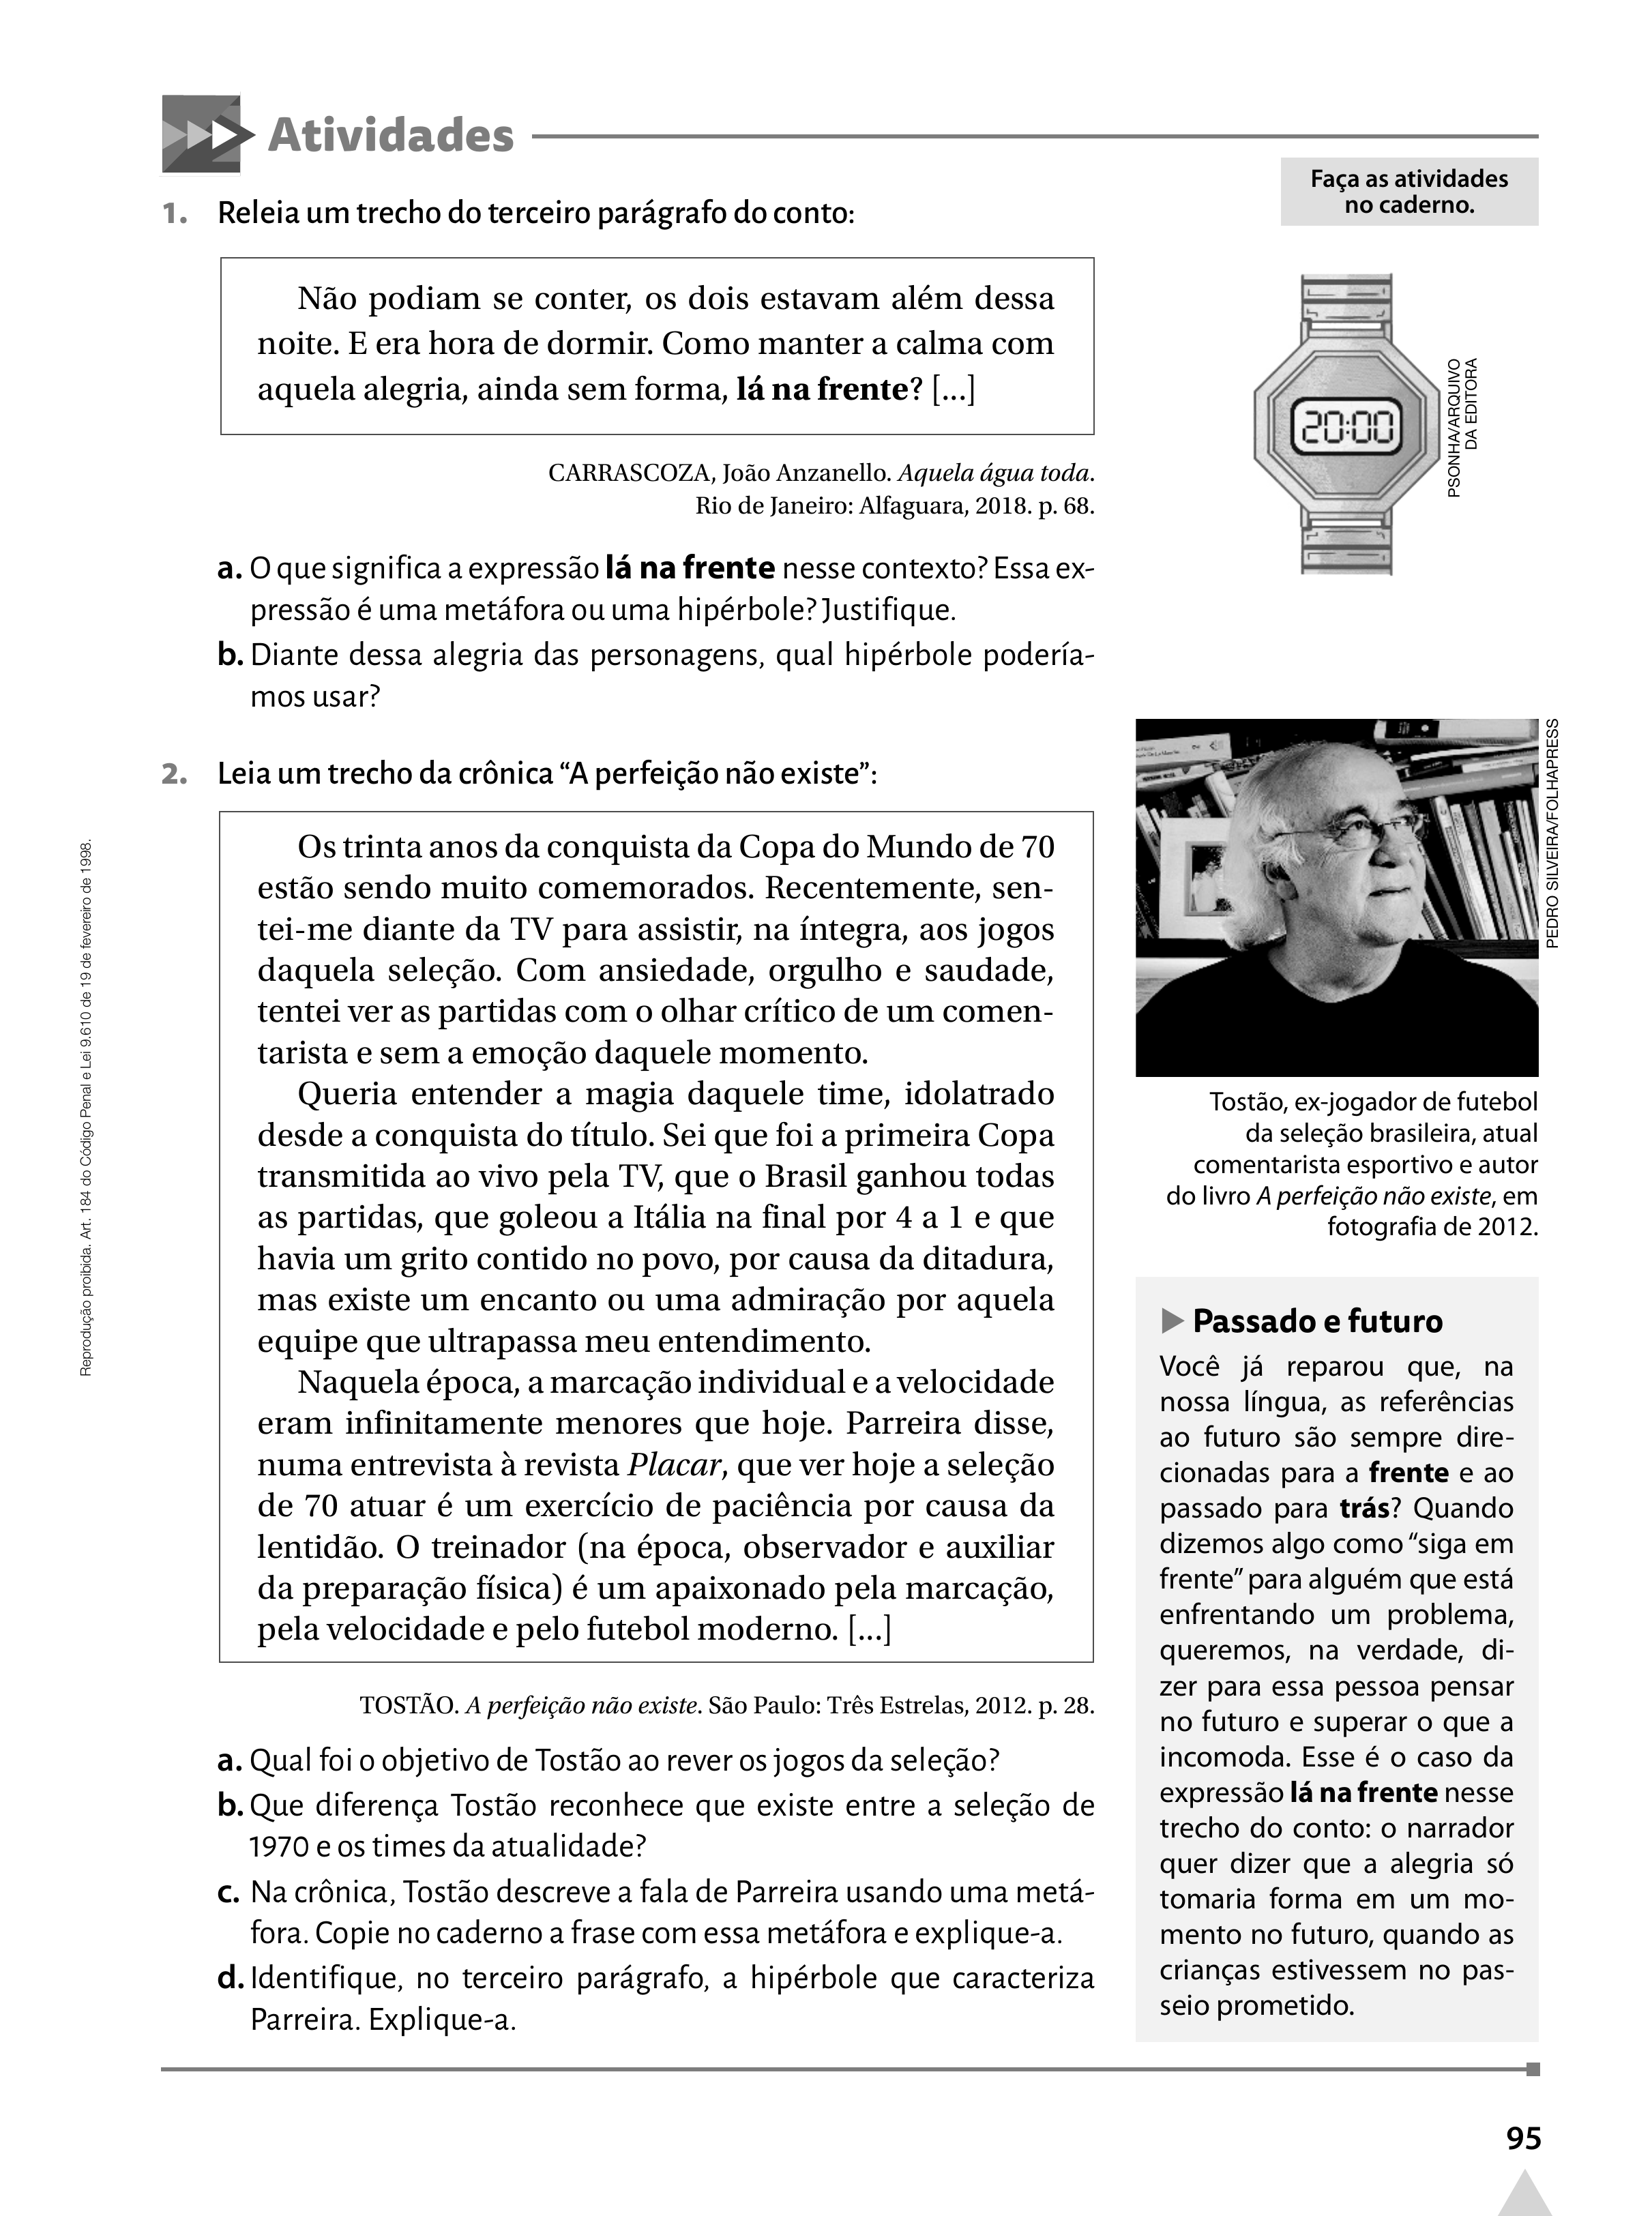 Atividades
Faça as atividades
no caderno.
1. Releia um trecho do terceiro parágrafo do conto:
Não podiam se conter, os dois estavam além dessa
noite. E era hora de dormir. Como manter a calma com
aquela alegria, ainda sem forma, lá na frente? [...]
CARRASCOZA, João Anzanello. Aquela água toda.
Rio de Janeiro: Alfaguara, 2018. p. 68.
20:00
PSONHA/ARQUIVO
DA EDITORA
a. O que significa a expressão lá na frente nesse contexto? Essa ex-
pressão é uma metáfora ou uma hipérbole? Justifique.
b. Diante dessa alegria das personagens, qual hipérbole podería-
mos usar?
2. Leia um trecho da crônica “A perfeição não existe”:
Os trinta anos da conquista da Copa do Mundo de 70
estão sendo muito comemorados. Recentemente, sen-
tei-me diante da TV para assistir, na íntegra, aos jogos
daquela seleção. Com ansiedade, orgulho e saudade,
tentei ver as partidas com o olhar crítico de um comen-
tarista e sem a emoção daquele momento.
Queria entender a magia daquele time, idolatrado
desde a conquista do título. Sei que foi a primeira Copa
transmitida ao vivo pela TV, que o Brasil ganhou todas
as partidas, que goleou a Itália na final por 4 a 1 e que
havia um grito contido no povo, por causa da ditadura,
mas existe um encanto ou uma admiração por aquela
equipe que ultrapassa meu entendimento.
Naquela época, a marcação individual e a velocidade
eram infinitamente menores que hoje. Parreira disse,
numa entrevista à revista Placar, que ver hoje a seleção
de 70 atuar é um exercício de paciência por causa da
lentidão. O treinador (na época, observador e auxiliar
da preparação física) é um apaixonado pela marcação,
pela velocidade e pelo futebol moderno. [...]
TOSTÃO. A perfeição não existe. São Paulo: Três Estrelas, 2012. p. 28.
a. Qual foi o objetivo de Tostão ao rever os jogos da seleção?
b. Que diferença Tostão reconhece que existe entre a seleção de
1970 e os times da atualidade?
c. Na crônica, Tostão descreve a fala de Parreira usando uma metá-
fora. Copie no caderno a frase com essa metáfora e explique-a.
d. Identifique, no terceiro parágrafo, a hipérbole que caracteriza
Parreira. Explique-a.
PEDRO SILVEIRA/FOLHAPRESS
Tostão, ex-jogador de futebol
da seleção brasileira, atual
comentarista esportivo e autor
do livro A perfeição não existe, em
fotografia de 2012.
Passado e futuro
Você já reparou que, na
nossa língua, as referências
ao futuro são sempre dire-
cionadas para a frente e ao
passado para trás? Quando
dizemos algo como “siga em
frente” para alguém que está
enfrentando um problema,
queremos, na verdade, di-
zer para essa pessoa pensar
no futuro e superar o que a
incomoda. Esse é o caso da
expressão lá na frente nesse
trecho do conto: o narrador
quer dizer que a alegria só
tomaria forma em um mo-
mento no futuro, quando as
crianças estivessem no pas-
seio prometido.
Reprodução proibida. Art. 184 do Código Penal e Lei 9.610 de 19 de fevereiro de 1998.
95